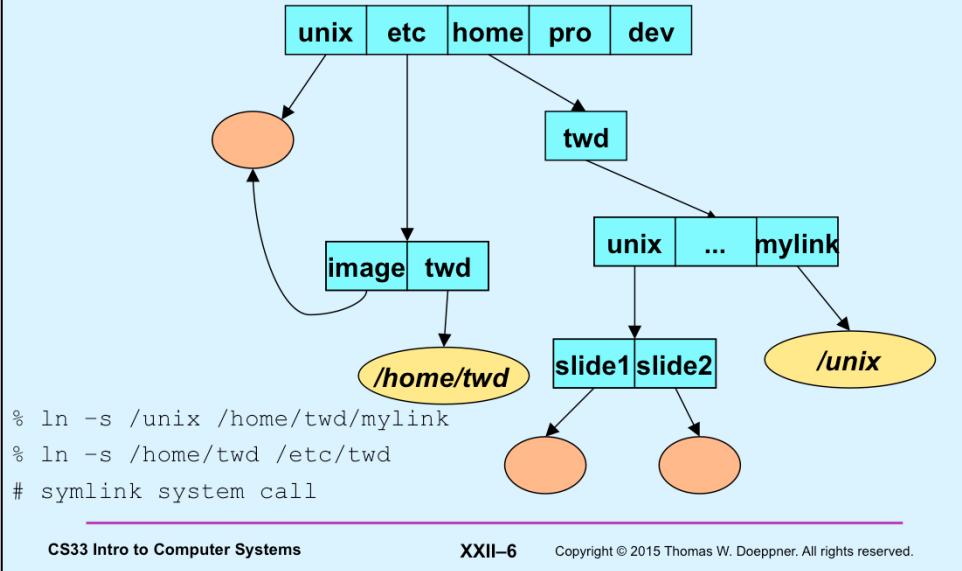 unix etc home pro dev
twd
unix ... mylink
image twd
slide1 slide2
/unix
/home/twd
% ln –s /unix /home/twd/mylink
% ln –s /home/twd /etc/twd
# symlink system call
CS33 Intro to Computer Systems XXII–6 Copyright © 2015 Thomas W. Doeppner. All rights reserved.